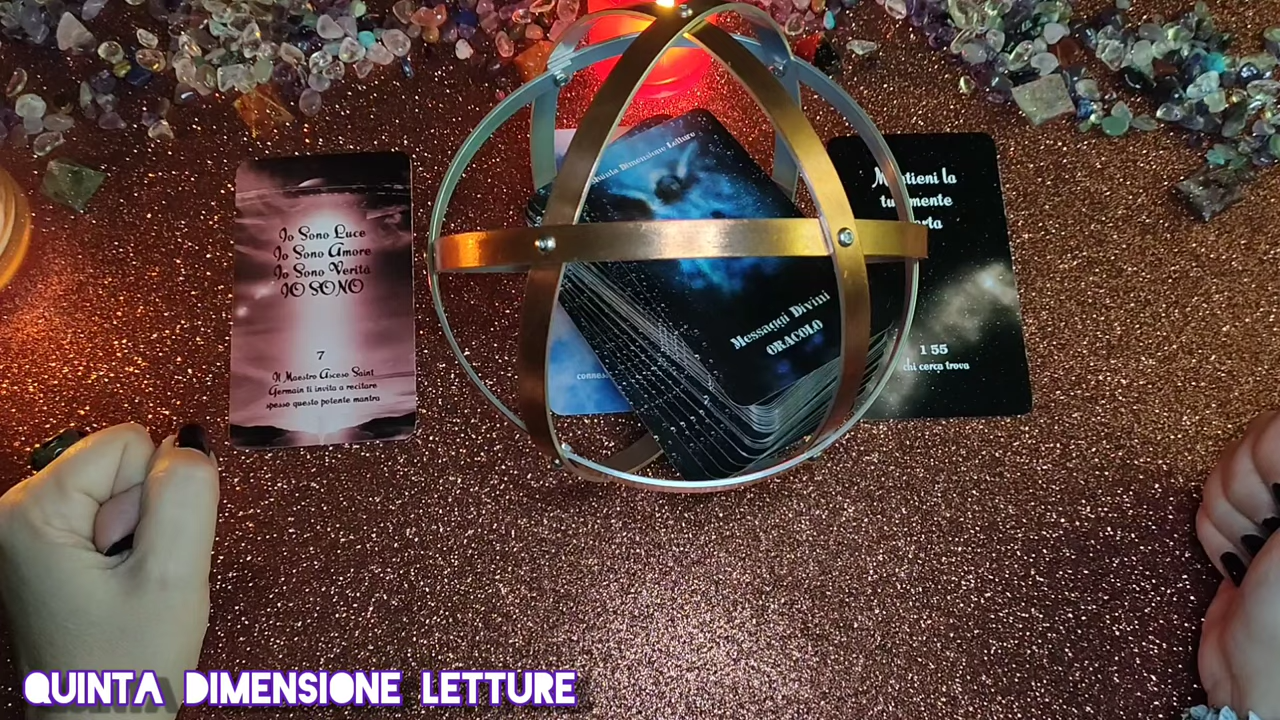 Io Sono Luce
Io Sono Amore
Io Sono Verità
IO SONO
7
Il Maestro Asceso Saint
Germain ti invita a recitare
spesso questo potente mantra
Quinta Dimensione Letture
Messaggi Divini
ORACOLO
la
mente
1 55
chi cerca trova
QUINTA DIMENSIONE LETTURE